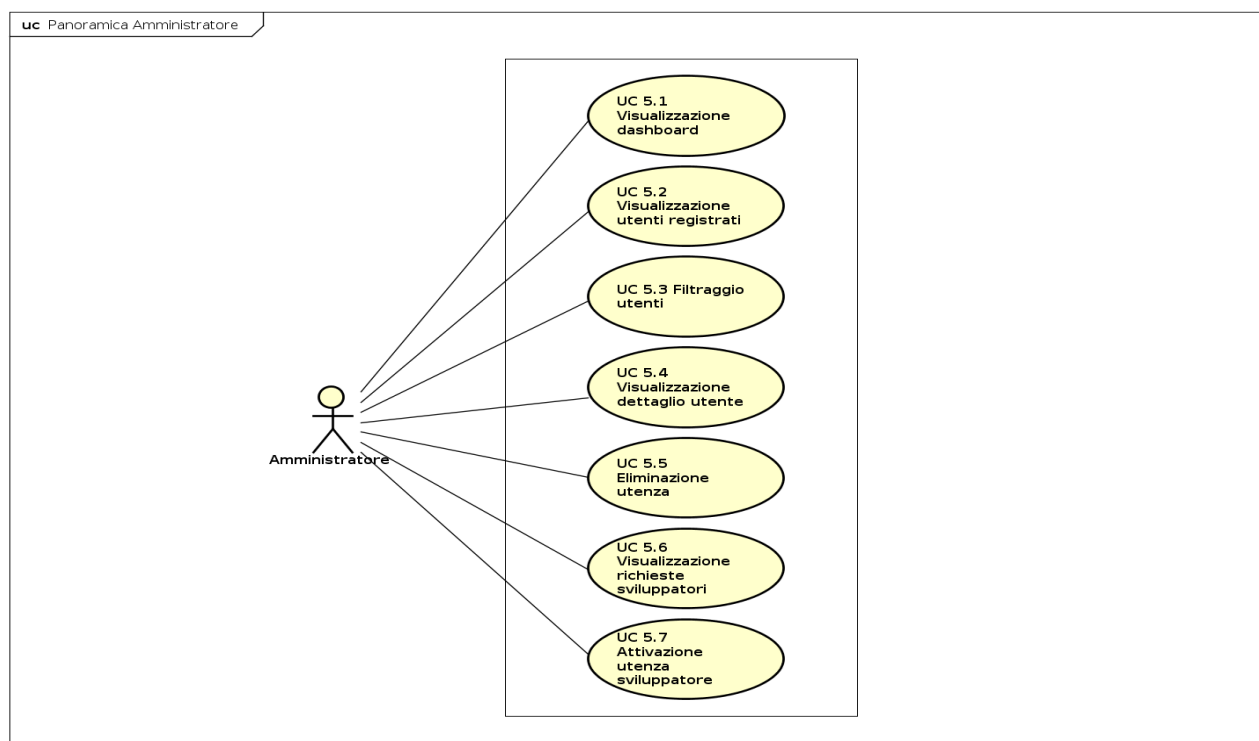 uc Panoramica Amministratore
UC 5.1
Visualizzazione
dashboard
UC 5.2
Visualizzazione
utenti registrati
UC 5.3 Filtraggio
utenti
UC 5.4
Visualizzazione
dettaglio utente
Amministratore
UC 5.5
Eliminazione
utenza
UC 5.6
Visualizzazione
richieste
sviluppatori
UC 5.7
Attivazione
utenza
sviluppatore